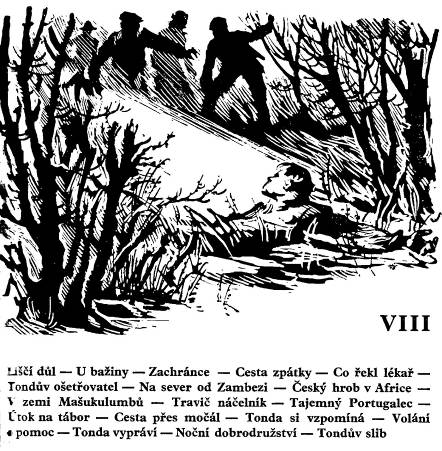 VIII
Liščí důl — U bažiny — Zachránce — Cesta zpátky — Co řekl lékař —
Tondův ošetřovatel — Na sever od Zambezi — Český hrob v Africe —
V zemi Mašukulumbů — Travič náčelník — Tajemný Portugalec —
Útok na tábor — Cesta přes močál — Tonda si vzpomíná — Volání
o pomoc — Tonda vypráví — Noční dobrodružství — Tondův slib